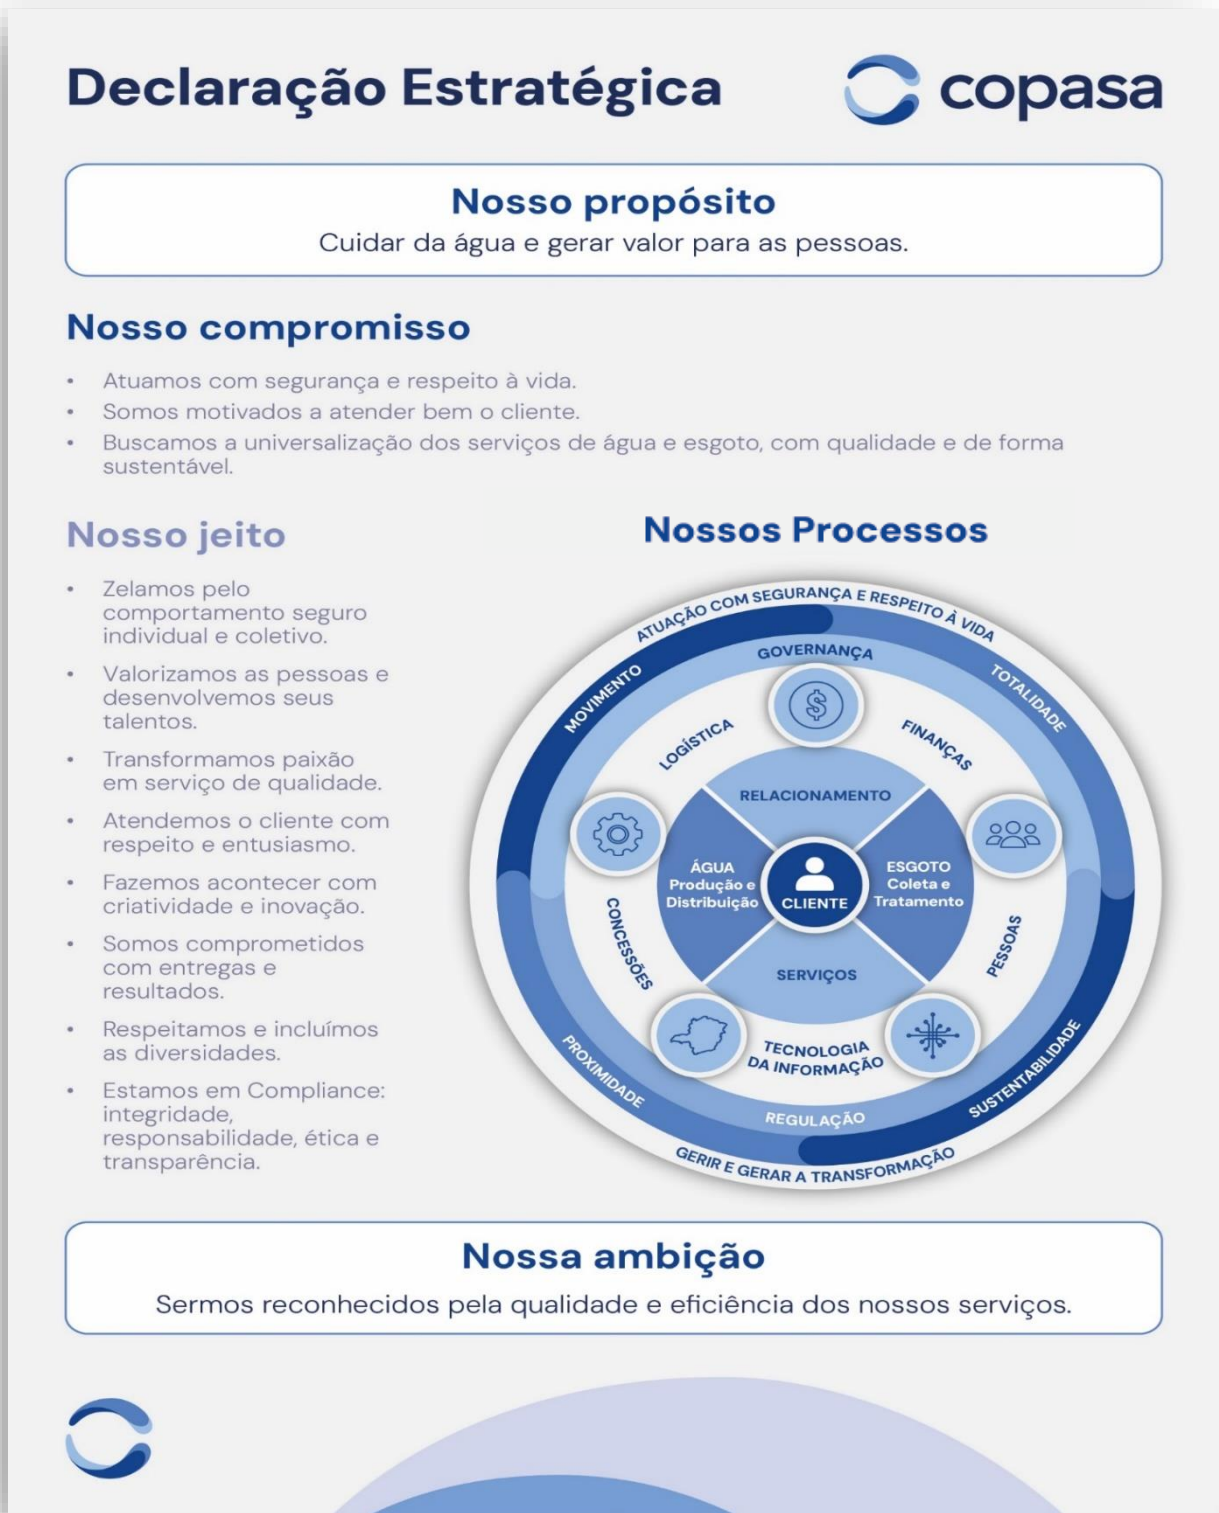 Declaração Estratégica
copasa
Nosso propósito
Cuidar da água e gerar valor para as pessoas.
Nosso compromisso
• Atuamos com segurança e respeito à vida.
• Somos motivados a atender bem o cliente.
• Buscamos a universalização dos serviços de água e esgoto, com qualidade e de forma
sustentável.
Nosso jeito
• Zelamos pelo
comportamento seguro
individual e coletivo.
• Valorizamos as pessoas e
desenvolvemos seus
talentos.
• Transformamos paixão
em serviço de qualidade.
• Atendemos o cliente com
respeito e entusiasmo.
• Fazemos acontecer com
criatividade e inovação.
• Somos comprometidos
com entregas e
resultados.
• Respeitamos e incluímos
as diversidades.
• Estamos em Compliance:
integridade,
responsabilidade, ética e
transparência.
Nossos Processos
ATUAÇÃO COM SEGURANÇA E RESPEITO À VIDA
MOVIMENTO
TOTALIDADE
GOVERNANÇA
LOGÍSTICA
$
FINANÇAS
RELACIONAMENTO
ÁGUA
Produção e
Distribuição
CLIENTE
ESGOTO
Coleta e
Tratamento
SERVIÇOS
CONCESSÕES
PESSOAS
TECNOLOGIA
DA INFORMAÇÃO
PROXIMIDADE
SUSTENTABILIDADE
REGULAÇÃO
GERIR E GERAR A TRANSFORMAÇÃO
Nossa ambição
Sermos reconhecidos pela qualidade e eficiência dos nossos serviços.